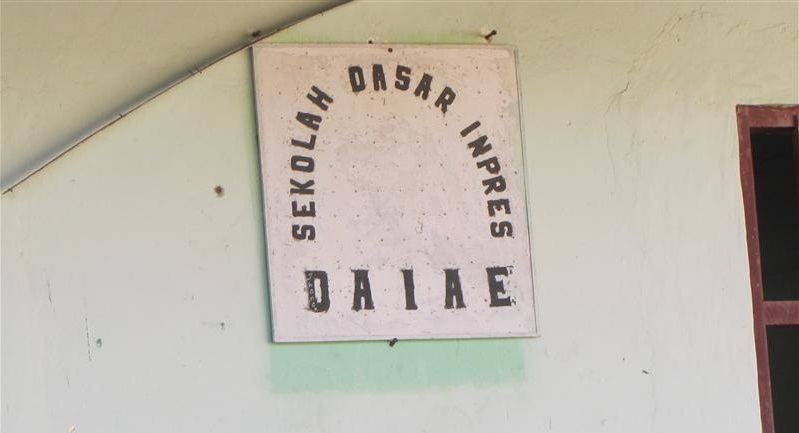 SEKOLAH DASAR INPRES
DAIAE